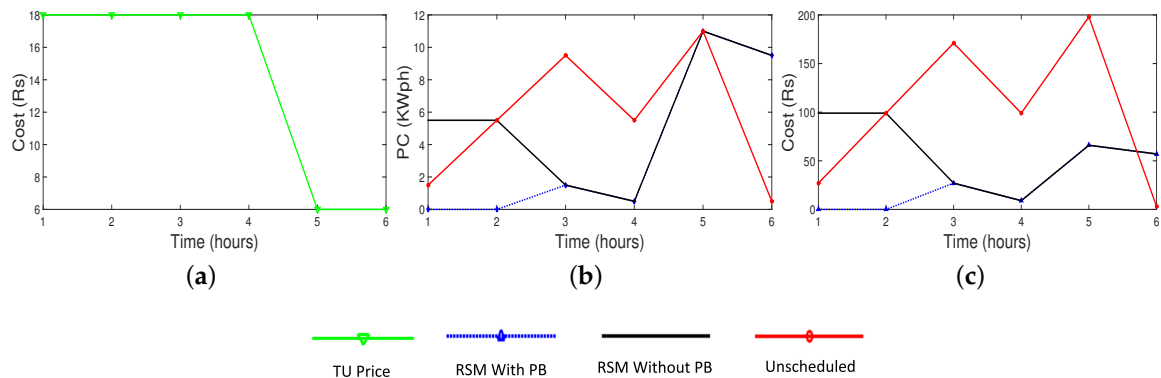 18
16
14
12
10
8
6
Cost (Rs)
1 2 3 4 5 6
Time (hours)
(a)
12
10
8
6
4
2
0
PC (KWph)
1 2 3 4 5 6
Time (hours)
(b)
200
150
100
50
0
Cost (Rs)
1 2 3 4 5 6
Time (hours)
(c)
TU Price
RSM With PB
RSM Without PB
Unscheduled